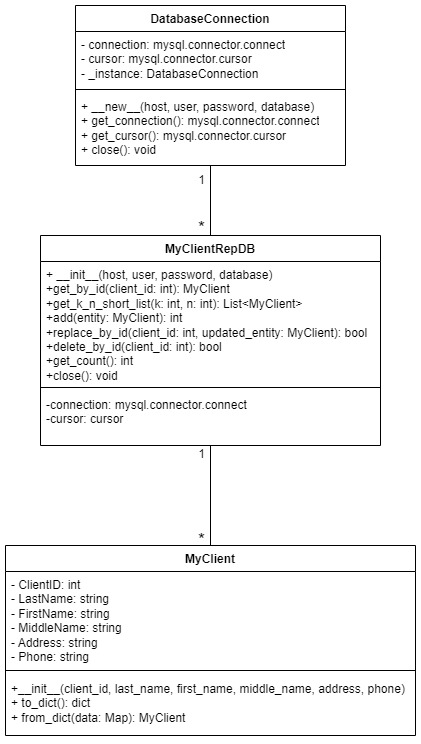 DatabaseConnection
- connection: mysql.connector.connect
- cursor: mysql.connector.cursor
- _instance: DatabaseConnection
+ __new__(host, user, password, database)
+ get_connection(): mysql.connector.connect
+ get_cursor(): mysql.connector.cursor
+ close(): void
1
*
MyClientRepDB
+ __init__(host, user, password, database)
+get_by_id(client_id: int): MyClient
+get_k_n_short_list(k: int, n: int): List<MyClient>
+add(entity: MyClient): int
+replace_by_id(client_id: int, updated_entity: MyClient): bool
+delete_by_id(client_id: int): bool
+get_count(): int
+close(): void
-connection: mysql.connector.connect
-cursor: cursor
1
*
MyClient
- ClientID: int
- LastName: string
- FirstName: string
- MiddleName: string
- Address: string
- Phone: string
+__init__(client_id, last_name, first_name, middle_name, address, phone)
+ to_dict(): dict
+ from_dict(data: Map): MyClient